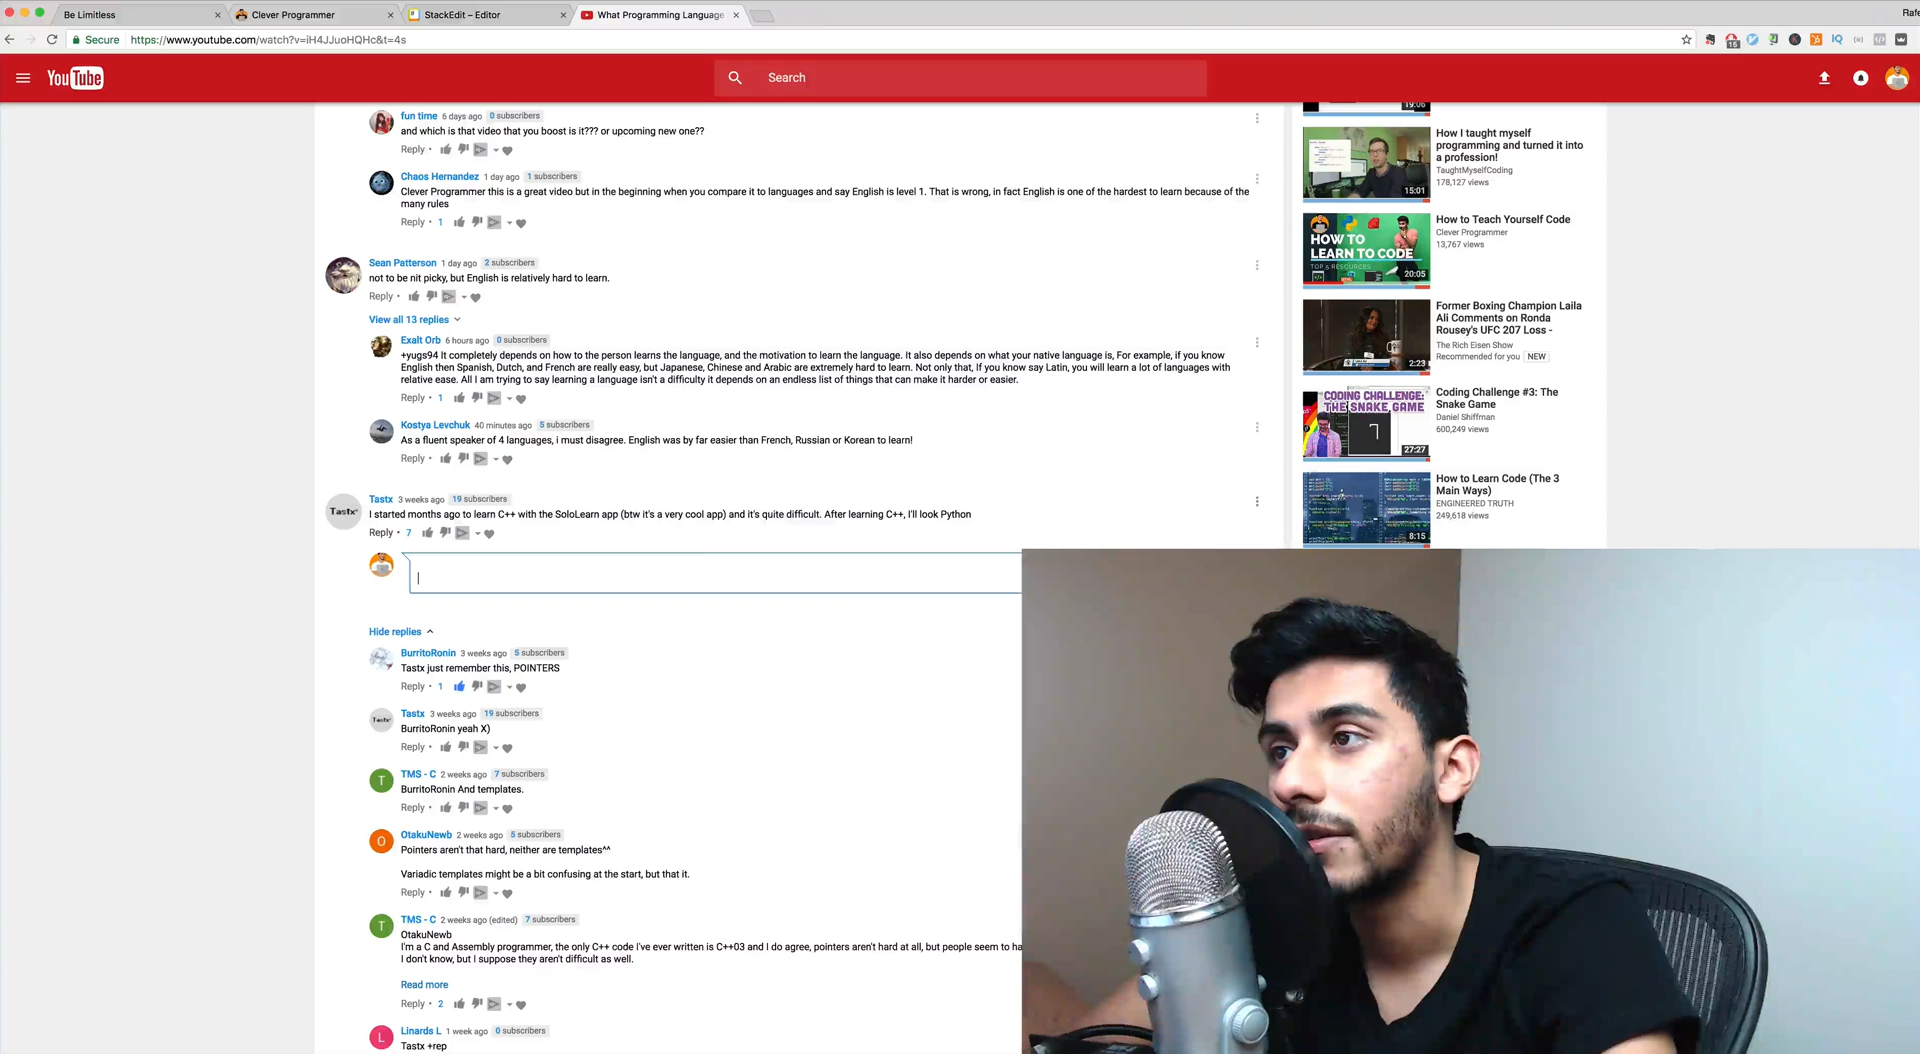 Be Limitless
Clever Programmer
StackEdit – Editor
What Programming Language
Rafe
Secure
https://www.youtube.com/watch?v=iH4JJuoHQHc&t=4s
18
IQ
YouTube
Search
fun time 6 days ago 0 subscribers
and which is that video that you boost is it??? or upcoming new one??
Reply
Chaos Hernandez 1 day ago 1 subscribers
Clever Programmer this is a great video but in the beginning when you compare it to languages and say English is level 1. That is wrong, in fact English is one of the hardest to learn because of the
many rules
Reply • 1
Sean Patterson 1 day ago 2 subscribers
not to be nit picky, but English is relatively hard to learn.
Reply •
View all 13 replies
Exalt Orb 6 hours ago 0 subscribers
+yugs94 It completely depends on how to the person learns the language, and the motivation to learn the language. It also depends on what your native language is, For example, if you know
English then Spanish, Dutch, and French are really easy, but Japanese, Chinese and Arabic are extremely hard to learn. Not only that, If you know say Latin, you will learn a lot of languages with
relative ease. All I am trying to say learning a language isn't a difficulty it depends on an endless list of things that can make it harder or easier.
Reply • 1
Kostya Levchuk 40 minutes ago 5 subscribers
As a fluent speaker of 4 languages, i must disagree. English was by far easier than French, Russian or Korean to learn!
Reply •
Tastx
Tastx 3 weeks ago 19 subscribers
I started months ago to learn C++ with the SoloLearn app (btw it's a very cool app) and it's quite difficult. After learning C++, I'll look Python
Reply • 7
Hide replies
BurritoRonin 3 weeks ago 5 subscribers
Tastx just remember this, POINTERS
Reply • 1
Tastx
Tastx 3 weeks ago 19 subscribers
BurritoRonin yeah X)
Reply •
T
TMS - C 2 weeks ago 7 subscribers
BurritoRonin And templates.
Reply •
O
OtakuNewb 2 weeks ago 5 subscribers
Pointers aren't that hard, neither are templates^^
Variadic templates might be a bit confusing at the start, but that it.
Reply •
T
TMS - C 2 weeks ago (edited) 7 subscribers
OtakuNewb
I'm a C and Assembly programmer, the only C++ code I've ever written is C++03 and I do agree, pointers aren't hard at all, but people seem to ha
I don't know, but I suppose they aren't difficult as well.
Read more
Reply • 2
L
Linards L 1 week ago 0 subscribers
Tastx +rep
19:06
How I taught myself
programming and turned it into
a profession!
TaughtMyselfCoding
178,127 views
15:01
How to Teach Yourself Code
Clever Programmer
13,767 views
HOW TO
LEARN TO CODE
TOP 5 RESOURCES
20:05
Former Boxing Champion Laila
Ali Comments on Ronda
Rousey's UFC 207 Loss -
The Rich Eisen Show
Recommended for you NEW
2:23
Coding Challenge #3: The
Snake Game
Daniel Shiffman
600,249 views
CODING CHALLENGE:
THE SNAKE GAME
27:27
How to Learn Code (The 3
Main Ways)
ENGINEERED TRUTH
249,618 views
8:15